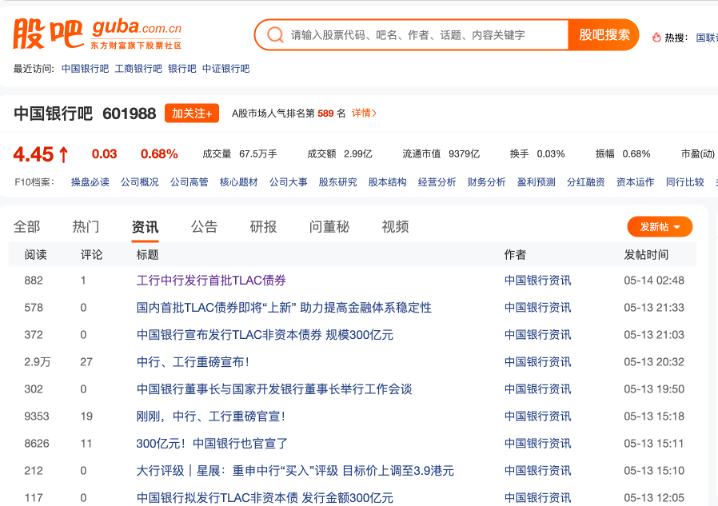 股吧 guba.com.cn
东方财富旗下股票社区
请输入股票代码、吧名、作者、话题、内容关键字 股吧搜索 热搜：国联
最近访问： 中国银行吧 工商银行吧 银行吧 中证银行吧
中国银行吧 601988 加关注+ A股市场人气排名第 589 名 详情>
4.45↑ 0.03 0.68% 成交量 67.5万手 成交额 2.99亿 流通市值 9379亿 换手 0.03% 振幅 0.68% 市盈(动)
F10档案： 操盘必读 公司概况 公司高管 核心题材 公司大事 股东研究 股本结构 经营分析 财务分析 盈利预测 分红融资 资本运作 同行比较
全部 热门 资讯 公告 研报 问董秘 视频 发新帖
阅读 评论 标题 作者 发帖时间
882 1 工行中行发行首批TLAC债券 中国银行资讯 05-14 02:48
578 0 国内首批TLAC债券即将“上新” 助力提高金融体系稳定性 中国银行资讯 05-13 21:33
372 0 中国银行宣布发行TLAC非资本债券 规模300亿元 中国银行资讯 05-13 21:03
2.9万 27 中行、工行重磅宣布！ 中国银行资讯 05-13 20:32
302 0 中国银行董事长与国家开发银行董事长举行工作会谈 中国银行资讯 05-13 19:50
9353 19 刚刚，中行、工行重磅官宣！ 中国银行资讯 05-13 15:18
8626 11 300亿元！中国银行也官宣了 中国银行资讯 05-13 15:11
212 0 大行评级｜星展：重申中行“买入”评级 目标价上调至3.9港元 中国银行资讯 05-13 15:10
117 0 中国银行拟发行TLAC非资本债 发行金额300亿元 中国银行资讯 05-13 12:05